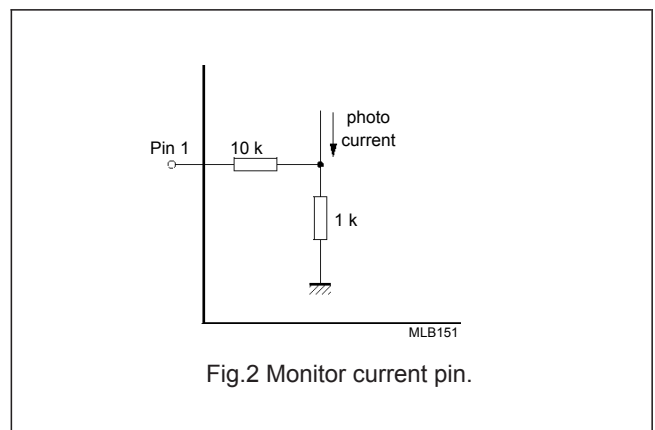 photo
current
Pin 1
10 k
1 k
MLB151
Fig.2 Monitor current pin.